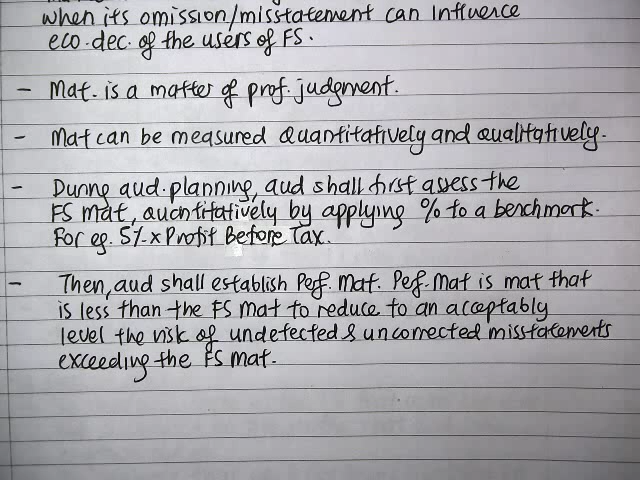 when its omission/misstatement can influence
eco.dec. of the users of FS.
- Mat. is a matter of prof. judgment.
- Mat can be measured quantitatively and qualitatively.
- During aud. planning, aud shall first assess the
FS mat, quantitatively by applying % to a benchmark.
For eg. 5% x Profit Before Tax.
- Then, aud shall establish Pef. Mat. Pef. Mat is mat that
is less than the FS mat to reduce to an acceptably
level the risk of undetected & uncorrected misstatements
exceeding the FS mat.